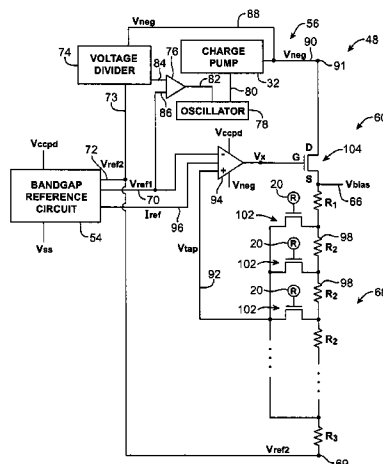 88
56
Vneg
Vneg
90
48
91
74
VOLTAGE DIVIDER
76
84
CHARGE PUMP
32
82
80
86
OSCILLATOR
78
73
60
Vccpd
D
G
S
104
Vx
Vccpd
72
Vref2
Vref1
70
BANDGAP REFERENCE CIRCUIT
Iref
96
94
Vneg
Vbias
66
R1
54
Vss
Vtap
92
20
R
102
98
R2
20
R
102
98
R2
20
R
102
68
R2
R3
Vref2
69